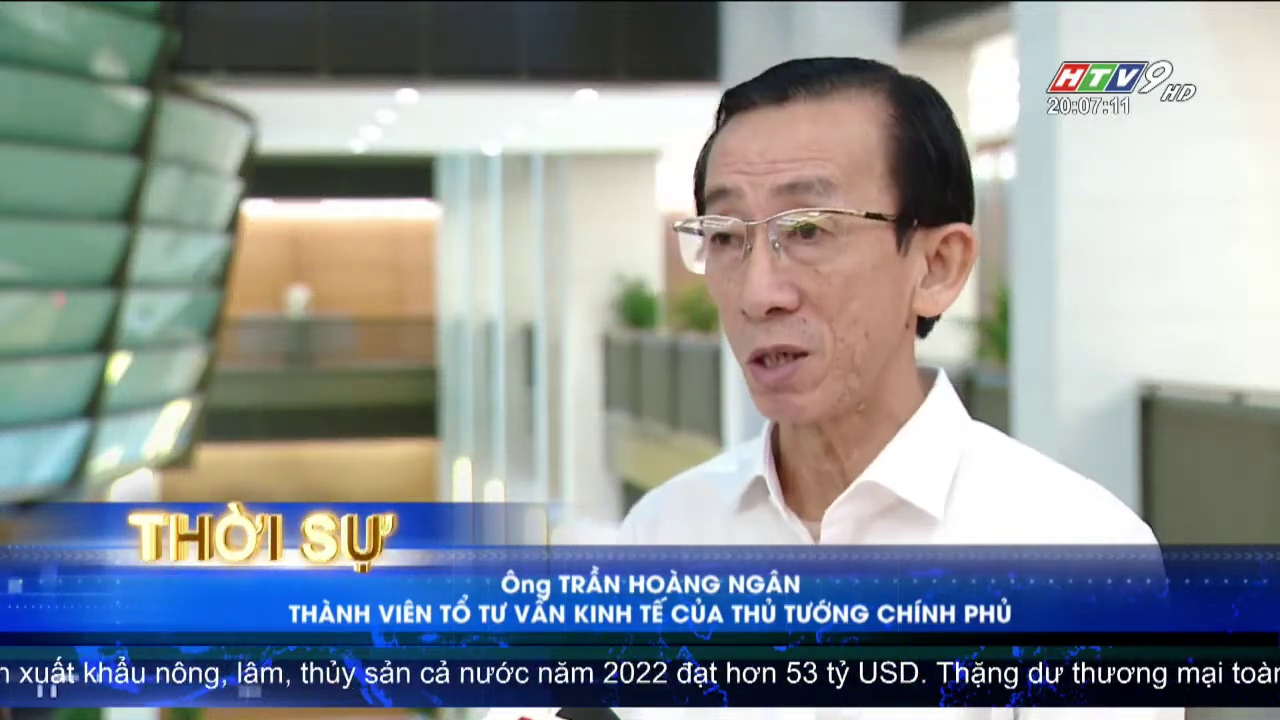 HTV9 HD
20:07:11
THỜI SỰ
Ông TRẦN HOÀNG NGÂN
THÀNH VIÊN TỔ TƯ VẤN KINH TẾ CỦA THỦ TƯỚNG CHÍNH PHỦ
xuất khẩu nông, lâm, thủy sản cả nước năm 2022 đạt hơn 53 tỷ USD. Thặng dư thương mại toàn